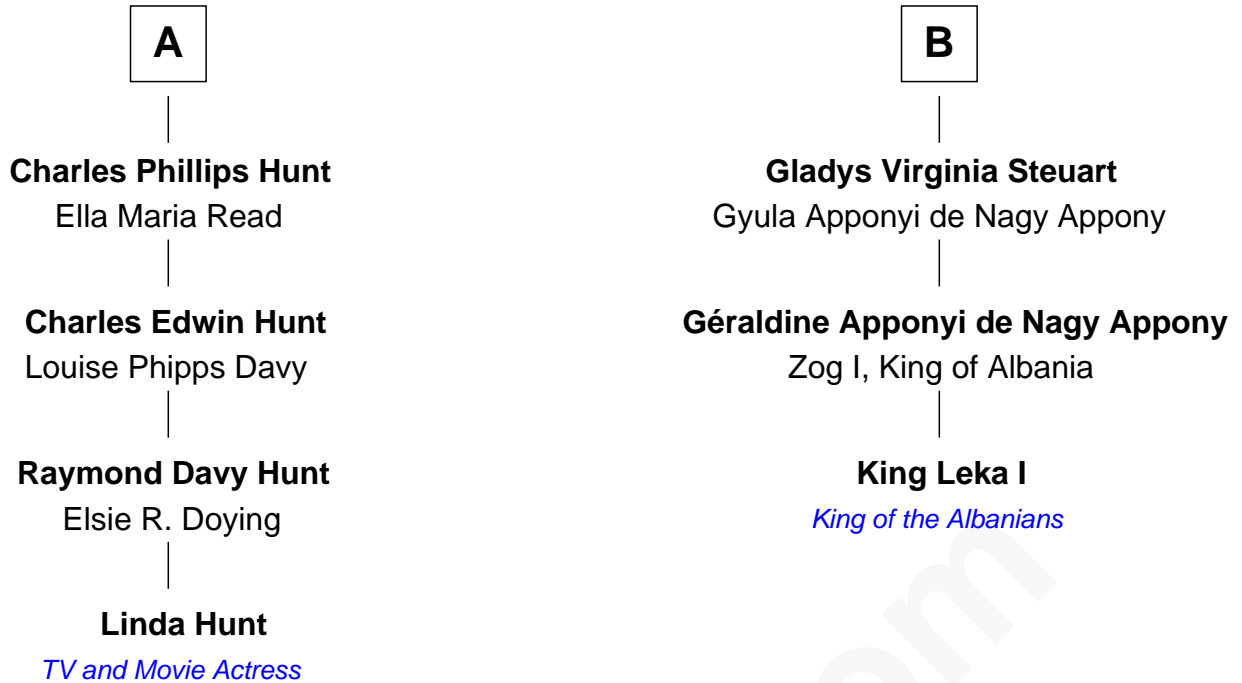 A
Charles Phillips Hunt
Ella Maria Read
Charles Edwin Hunt
Louise Phipps Davy
Raymond Davy Hunt
Elsie R. Doying
Linda Hunt
TV and Movie Actress
B
Gladys Virginia Steuart
Gyula Apponyi de Nagy Appony
Géraldine Apponyi de Nagy Appony
Zog I, King of Albania
King Leka I
King of the Albanians
om